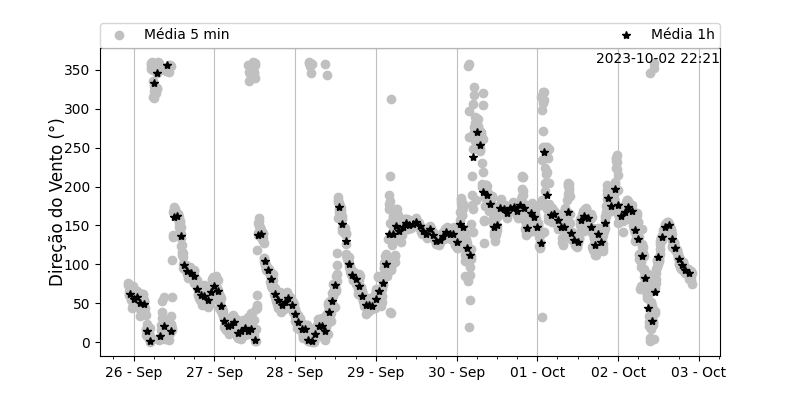 Média 5 min
Média 1h
2023-10-02 22:21
Direção do Vento (°)
350
300
250
200
150
100
50
0
26 - Sep
27 - Sep
28 - Sep
29 - Sep
30 - Sep
01 - Oct
02 - Oct
03 - Oct